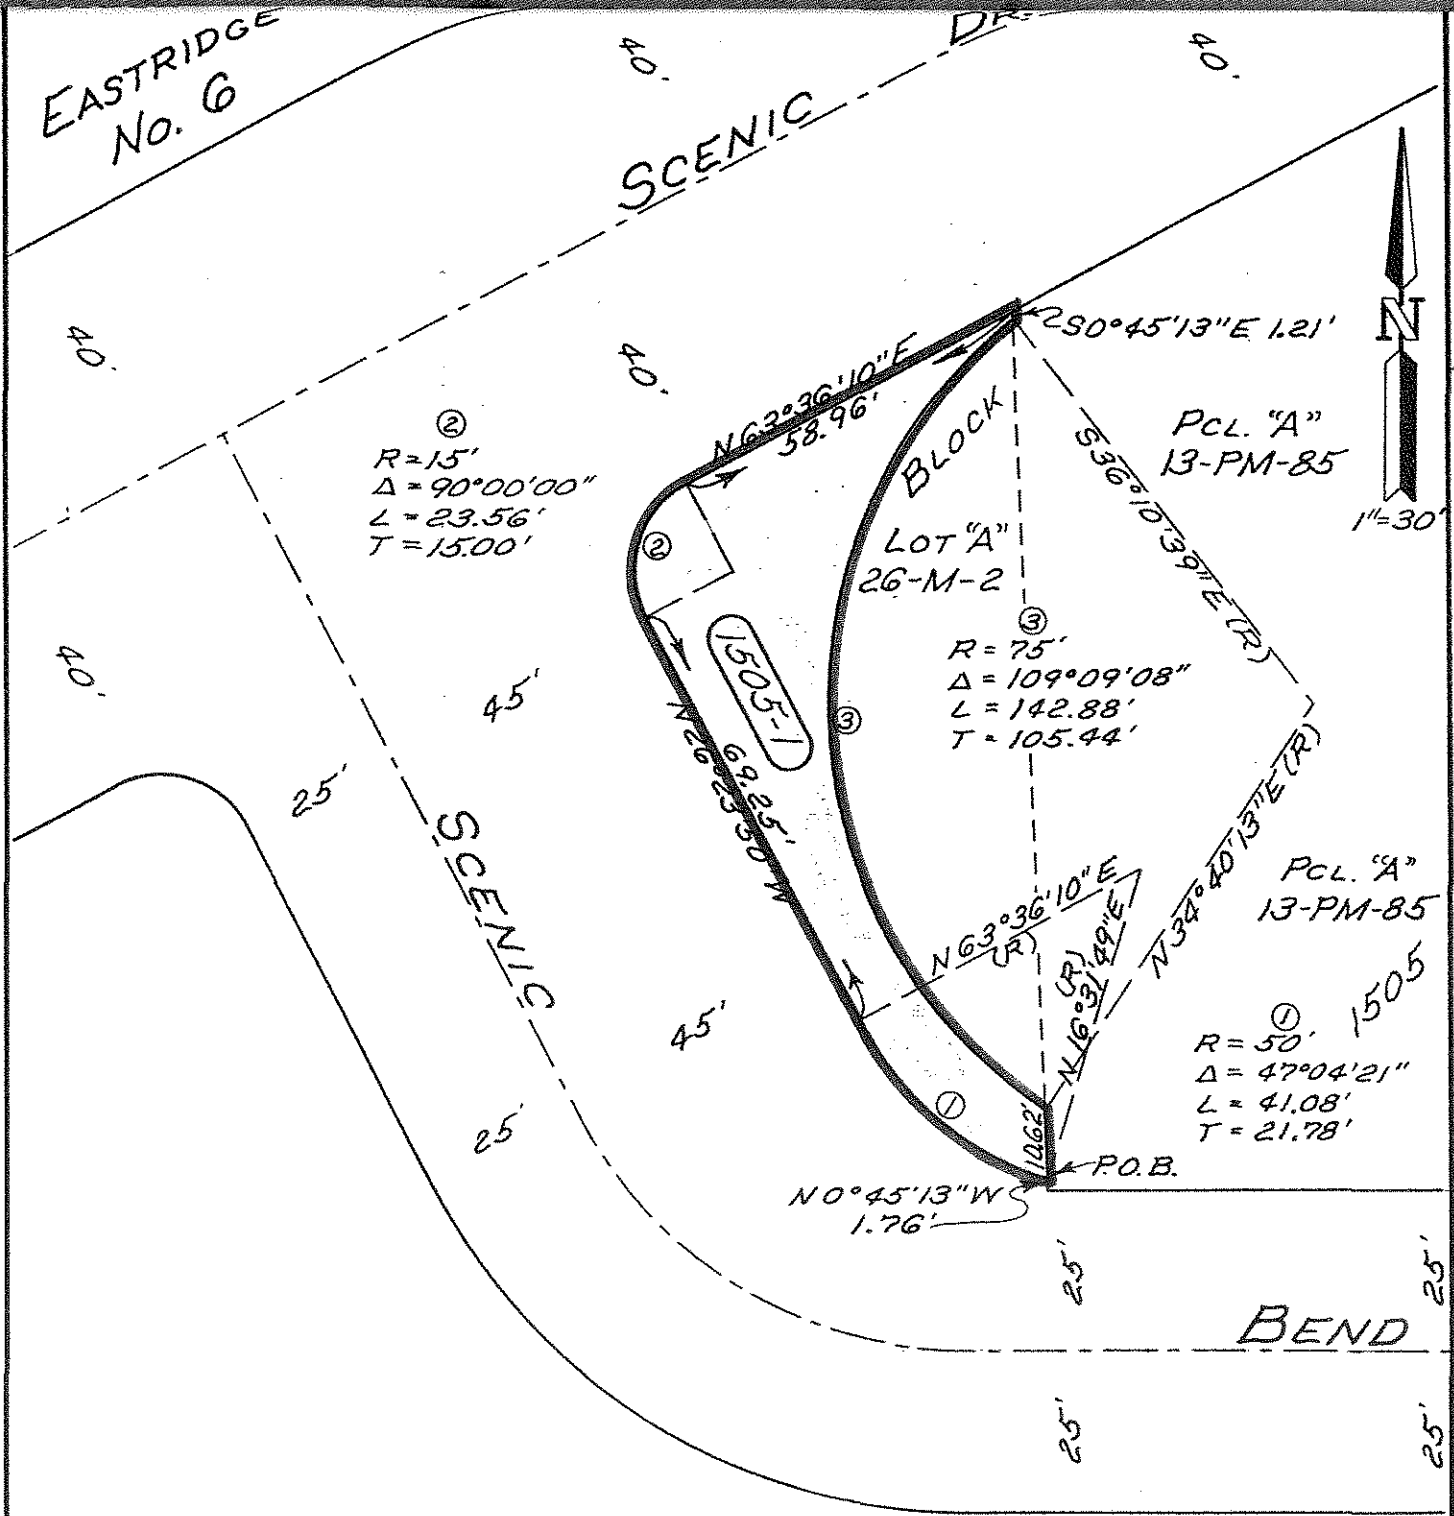 EASTRIDGE
No. 6
40'
SCENIC
DR.
40'
40'
40'
40'
N
1"=30'
S0°45'13"E 1.21'
N63°36'10"E
58.96'
BLOCK
PCL. "A"
13-PM-85
S36°10'39"E (R)
②
R=15'
Δ=90°00'00"
L=23.56'
T=15.00'
②
LOT "A"
26-M-2
③
R=75'
Δ=109°09'08"
L=142.88'
T=105.44'
③
1505-1
N26°23'50"W
69.25'
45'
25'
SCENIC
45'
25'
N63°36'10"E
(R)
N16°31'49"E
(R)
N34°40'13"E (R)
PCL. "A"
13-PM-85
1505
①
R=50'
Δ=47°04'21"
L=41.08'
T=21.78'
①
10.62'
P.O.B.
N0°45'13"W
1.76'
25'
25'
BEND
25'
25'